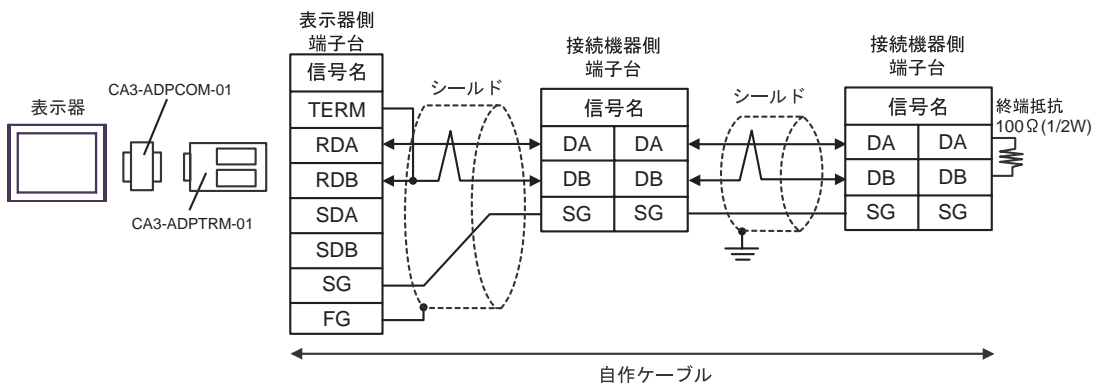 表示器
CA3-ADPCOM-01
CA3-ADPTRM-01
表示器側
端子台
信号名
TERM
RDA
RDB
SDA
SDB
SG
FG
シールド
接続機器側
端子台
信号名
DA DA
DB DB
SG SG
シールド
接続機器側
端子台
信号名
DA DA
DB DB
SG SG
終端抵抗
100Ω(1/2W)
自作ケーブル